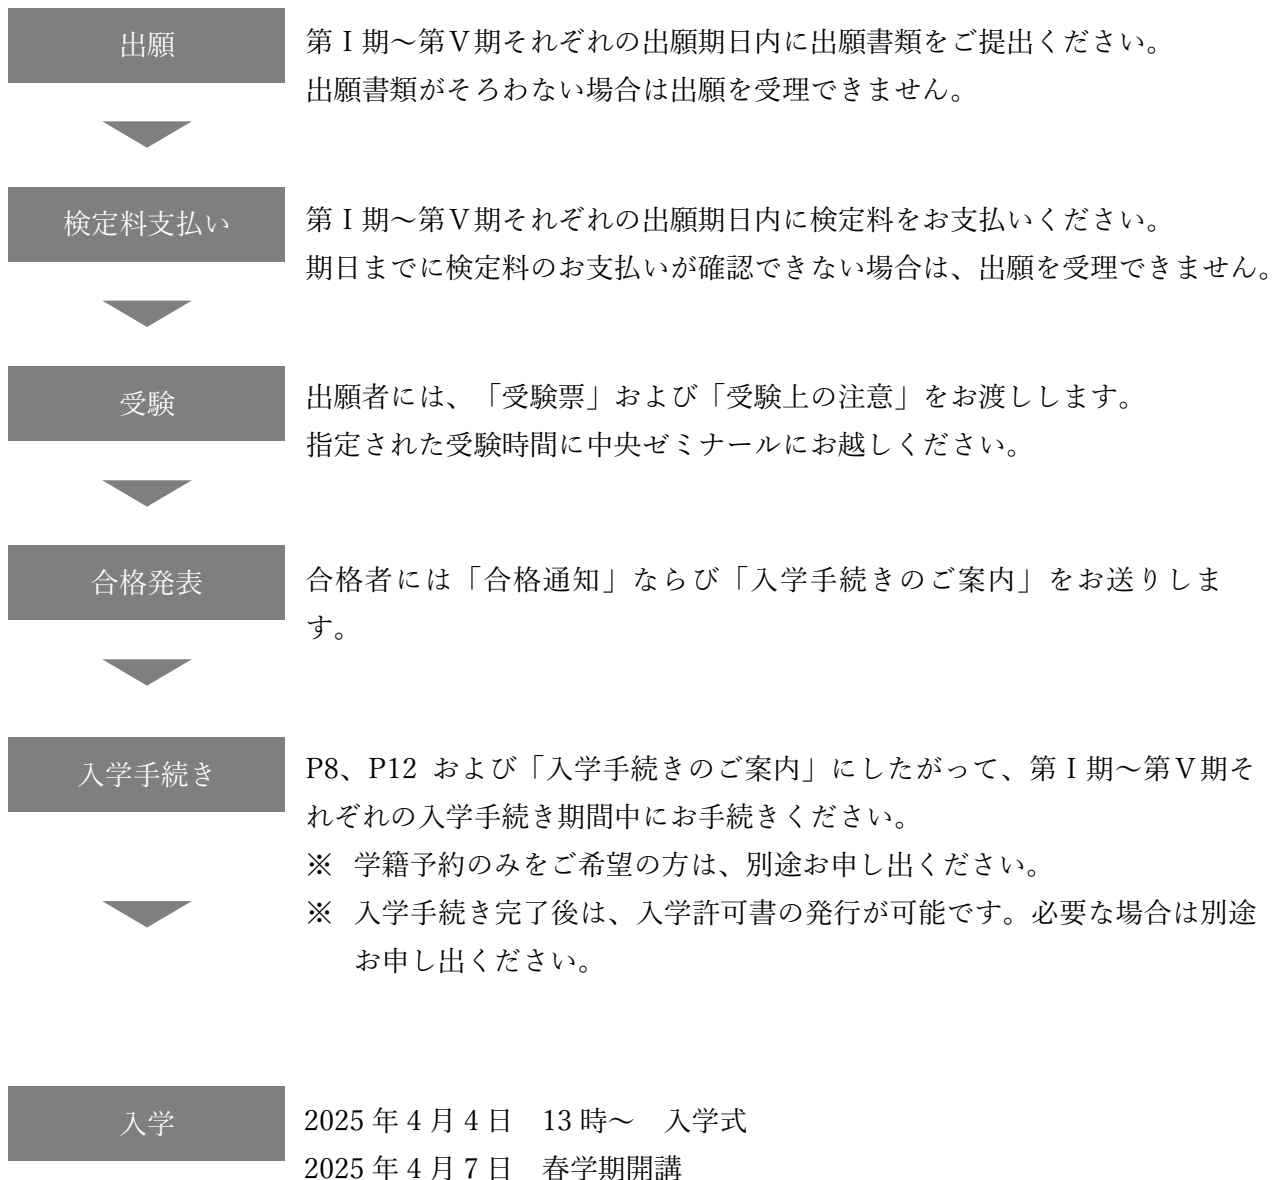 出願
第Ⅰ期～第Ⅴ期それぞれの出願期日内に出願書類をご提出ください。
出願書類がそろわない場合は出願を受理できません。
検定料支払い
第Ⅰ期～第Ⅴ期それぞれの出願期日内に検定料をお支払いください。
期日までに検定料のお支払いが確認できない場合は、出願を受理できません。
受験
出願者には、「受験票」および「受験上の注意」をお渡しします。
指定された受験時間に中央ゼミナールにお越しください。
合格発表
合格者には「合格通知」ならび「入学手続きのご案内」をお送りしま
す。
入学手続き
P8、P12 および「入学手続きのご案内」にしたがって、第Ⅰ期～第Ⅴ期そ
れぞれの入学手続き期間中にお手続きください。
※ 学籍予約のみをご希望の方は、別途お申し出ください。
※ 入学手続き完了後は、入学許可書の発行が可能です。必要な場合は別途
お申し出ください。
入学
2025 年 4 月 4 日　13 時～　入学式
2025 年 4 月 7 日　春学期開講